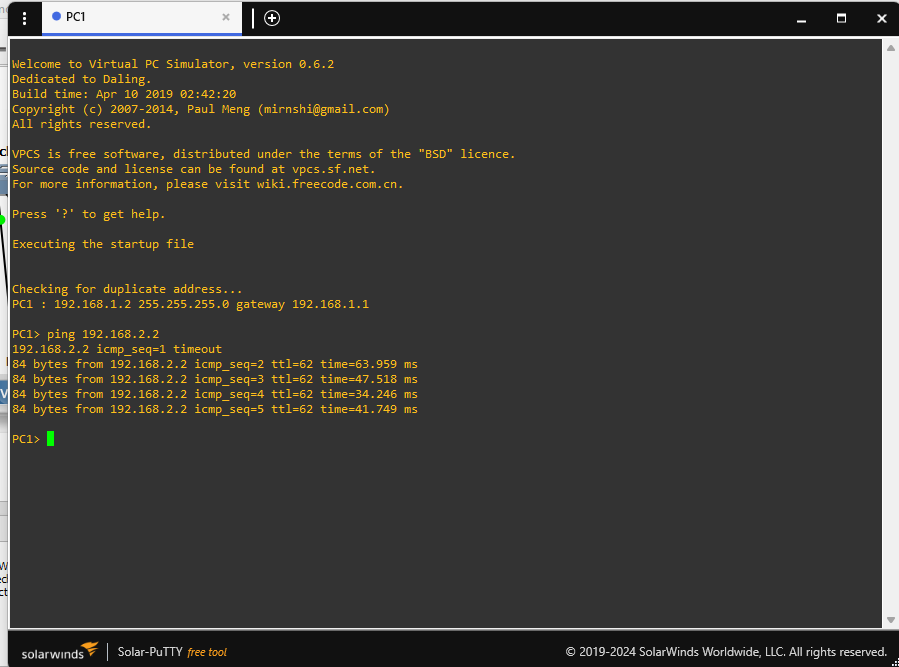 PC1
Welcome to Virtual PC Simulator, version 0.6.2
Dedicated to Daling.
Build time: Apr 10 2019 02:42:20
Copyright (c) 2007-2014, Paul Meng (mirnshi@gmail.com)
All rights reserved.
VPCS is free software, distributed under the terms of the "BSD" licence.
Source code and license can be found at vpcs.sf.net.
For more information, please visit wiki.freecode.com.cn.
Press '?' to get help.
Executing the startup file
Checking for duplicate address...
PC1 : 192.168.1.2 255.255.255.0 gateway 192.168.1.1
PC1> ping 192.168.2.2
192.168.2.2 icmp_seq=1 timeout
84 bytes from 192.168.2.2 icmp_seq=2 ttl=62 time=63.959 ms
84 bytes from 192.168.2.2 icmp_seq=3 ttl=62 time=47.518 ms
84 bytes from 192.168.2.2 icmp_seq=4 ttl=62 time=34.246 ms
84 bytes from 192.168.2.2 icmp_seq=5 ttl=62 time=41.749 ms
PC1>
solarwinds Solar-PuTTY free tool © 2019-2024 SolarWinds Worldwide, LLC. All rights reserved.